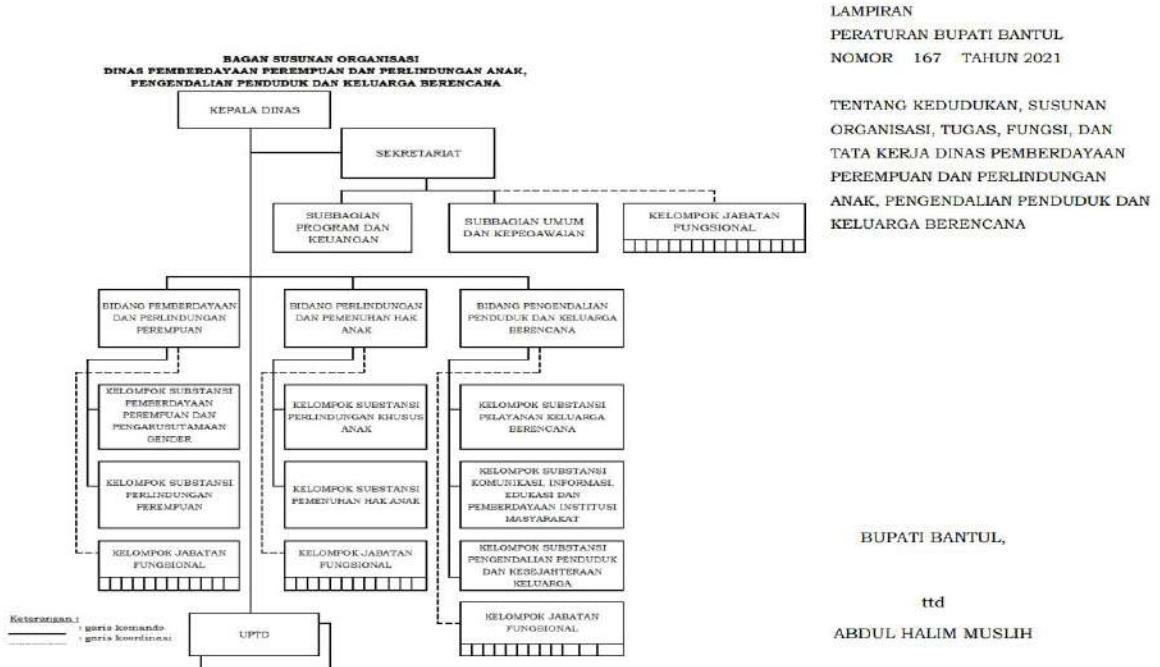 LAMPIRAN
PERATURAN BUPATI BANTUL
NOMOR 167 TAHUN 2021
TENTANG KEDUDUKAN, SUSUNAN
ORGANISASI, TUGAS, FUNGSI, DAN
TATA KERJA DINAS PEMBERDAYAAN
PEREMPUAN DAN PERLINDUNGAN
ANAK, PENGENDALIAN PENDUDUK DAN
KELUARGA BERENCANA
BAGAN SUSUNAN ORGANISASI
DINAS PEMBERDAYAAN PEREMPUAN DAN PERLINDUNGAN ANAK,
PENGENDALIAN PENDUDUK DAN KELUARGA BERENCANA
KEPALA DINAS
SEKRETARIAT
SUBBAGIAN
PROGRAM DAN
KEUANGAN
SUBBAGIAN UMUM
DAN KEPEGAWAIAN
KELOMPOK JABATAN
FUNGSIONAL
BIDANG PEMBERDAYAAN
DAN PERLINDUNGAN
PEREMPUAN
BIDANG PERLINDUNGAN
DAN PEMENUHAN HAK
ANAK
BIDANG PENGENDALIAN
PENDUDUK DAN KELUARGA
BERENCANA
KELOMPOK SUBSTANSI
PEMBERDAYAAN
PEREMPUAN DAN
PENGARUSUTAMAAN
GENDER
KELOMPOK SUBSTANSI
PERLINDUNGAN KHUSUS
ANAK
KELOMPOK SUBSTANSI
PELAYANAN KELUARGA
BERENCANA
KELOMPOK SUBSTANSI
PERLINDUNGAN
PEREMPUAN
KELOMPOK SUBSTANSI
PEMENUHAN HAK ANAK
KELOMPOK SUBSTANSI
KOMUNIKASI, INFORMASI,
EDUKASI DAN
PEMBERDAYAAN INSTITUSI
MASYARAKAT
KELOMPOK JABATAN
FUNGSIONAL
KELOMPOK JABATAN
FUNGSIONAL
KELOMPOK SUBSTANSI
PENGENDALIAN PENDUDUK
DAN KESEJAHTERAAN
KELUARGA
KELOMPOK JABATAN
FUNGSIONAL
UPTD
Keterangan :
: garis komando
: garis koordinasi
BUPATI BANTUL,
ttd
ABDUL HALIM MUSLIH